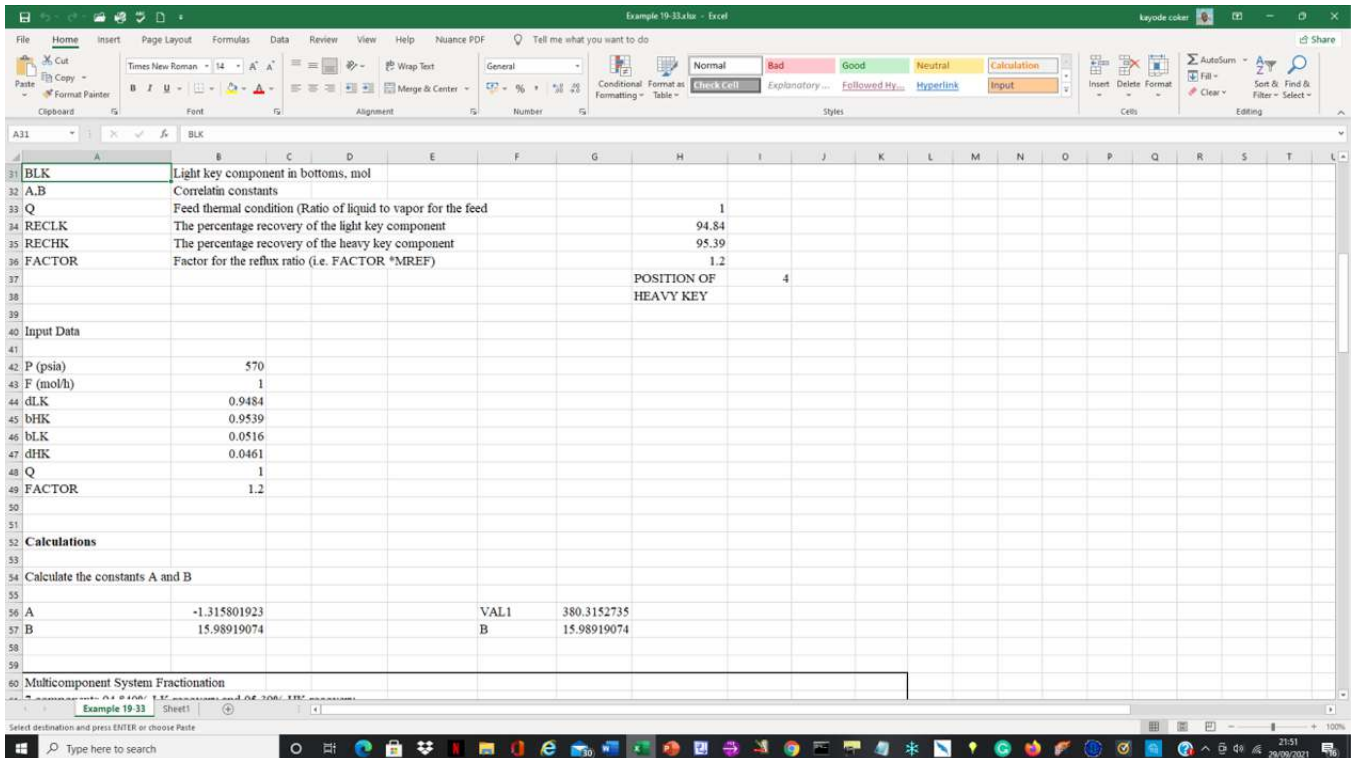 Example 19-33.xlsx - Excel
kayode coker
File Home Insert Page Layout Formulas Data Review View Help Nuance PDF Tell me what you want to do Share
Paste
Cut
Copy
Format Painter
Clipboard
Times New Roman 14
B I U
Font
Wrap Text
Merge & Center
Alignment
General
Number
Conditional Formatting
Format as Table
Normal Bad Good Neutral Calculation
Check Cell Explanatory ... Followed Hy... Hyperlink Input
Styles
Insert Delete Format
Cells
AutoSum
Fill
Clear
Sort & Filter
Find & Select
Editing
A31 fx BLK
A B C D E F G H I J K L M N O P Q R S T
31 BLK Light key component in bottoms, mol
32 A,B Correlatin constants
33 Q Feed thermal condition (Ratio of liquid to vapor for the feed 1
34 RECLK The percentage recovery of the light key component 94.84
35 RECHK The percentage recovery of the heavy key component 95.39
36 FACTOR Factor for the reflux ratio (i.e. FACTOR *MREF) 1.2
37 POSITION OF 4
38 HEAVY KEY
39
40 Input Data
41
42 P (psia) 570
43 F (mol/h) 1
44 dLK 0.9484
45 bHK 0.9539
46 bLK 0.0516
47 dHK 0.0461
48 Q 1
49 FACTOR 1.2
50
51
52 Calculations
53
54 Calculate the constants A and B
55
56 A -1.315801923 VAL1 380.3152735
57 B 15.98919074 B 15.98919074
58
59
60 Multicomponent System Fractionation
Example 19-33 Sheet1
Select destination and press ENTER or choose Paste 100%
Type here to search
21:51
29/09/2021